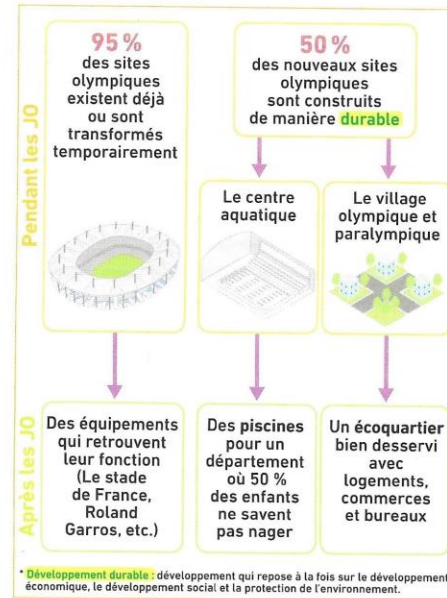 Pendant les JO
95 %
des sites
olympiques
existent déjà
ou sont
transformés
temporairement
50 %
des nouveaux sites
olympiques
sont construits
de manière durable
Le centre
aquatique
Le village
olympique et
paralympique
Après les JO
Des équipements
qui retrouvent
leur fonction
(Le stade
de France,
Roland
Garros, etc.)
Des piscines
pour un
département
où 50 %
des enfants
ne savent
pas nager
Un écoquartier
bien desservi
avec
logements,
commerces
et bureaux
* Développement durable : développement qui repose à la fois sur le développement
économique, le développement social et la protection de l'environnement.